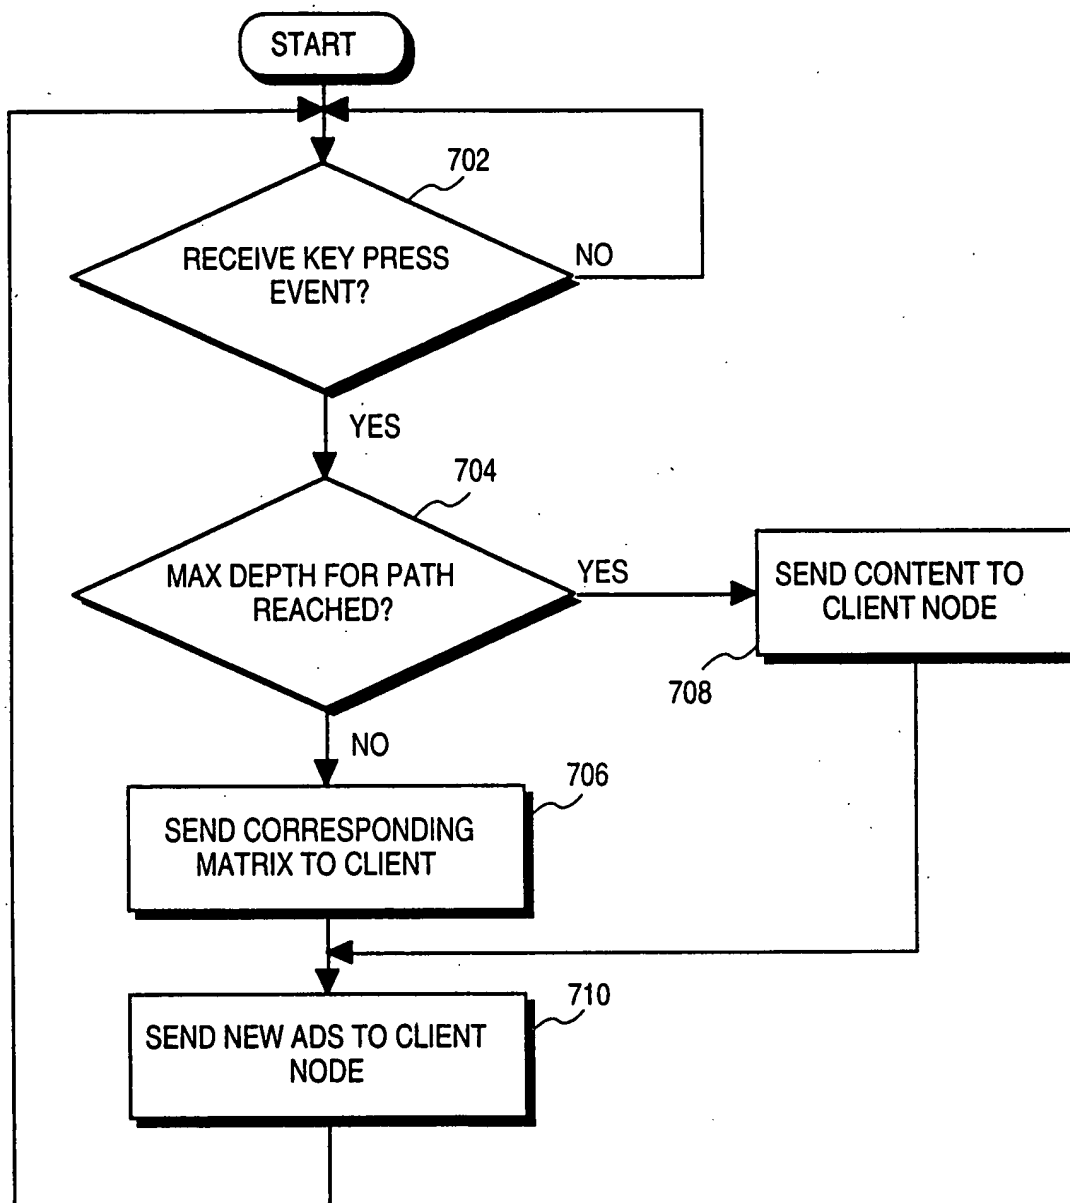 START
702
RECEIVE KEY PRESS
EVENT?
NO
YES
704
MAX DEPTH FOR PATH
REACHED?
YES
SEND CONTENT TO
CLIENT NODE
708
NO
706
SEND CORRESPONDING
MATRIX TO CLIENT
710
SEND NEW ADS TO CLIENT
NODE